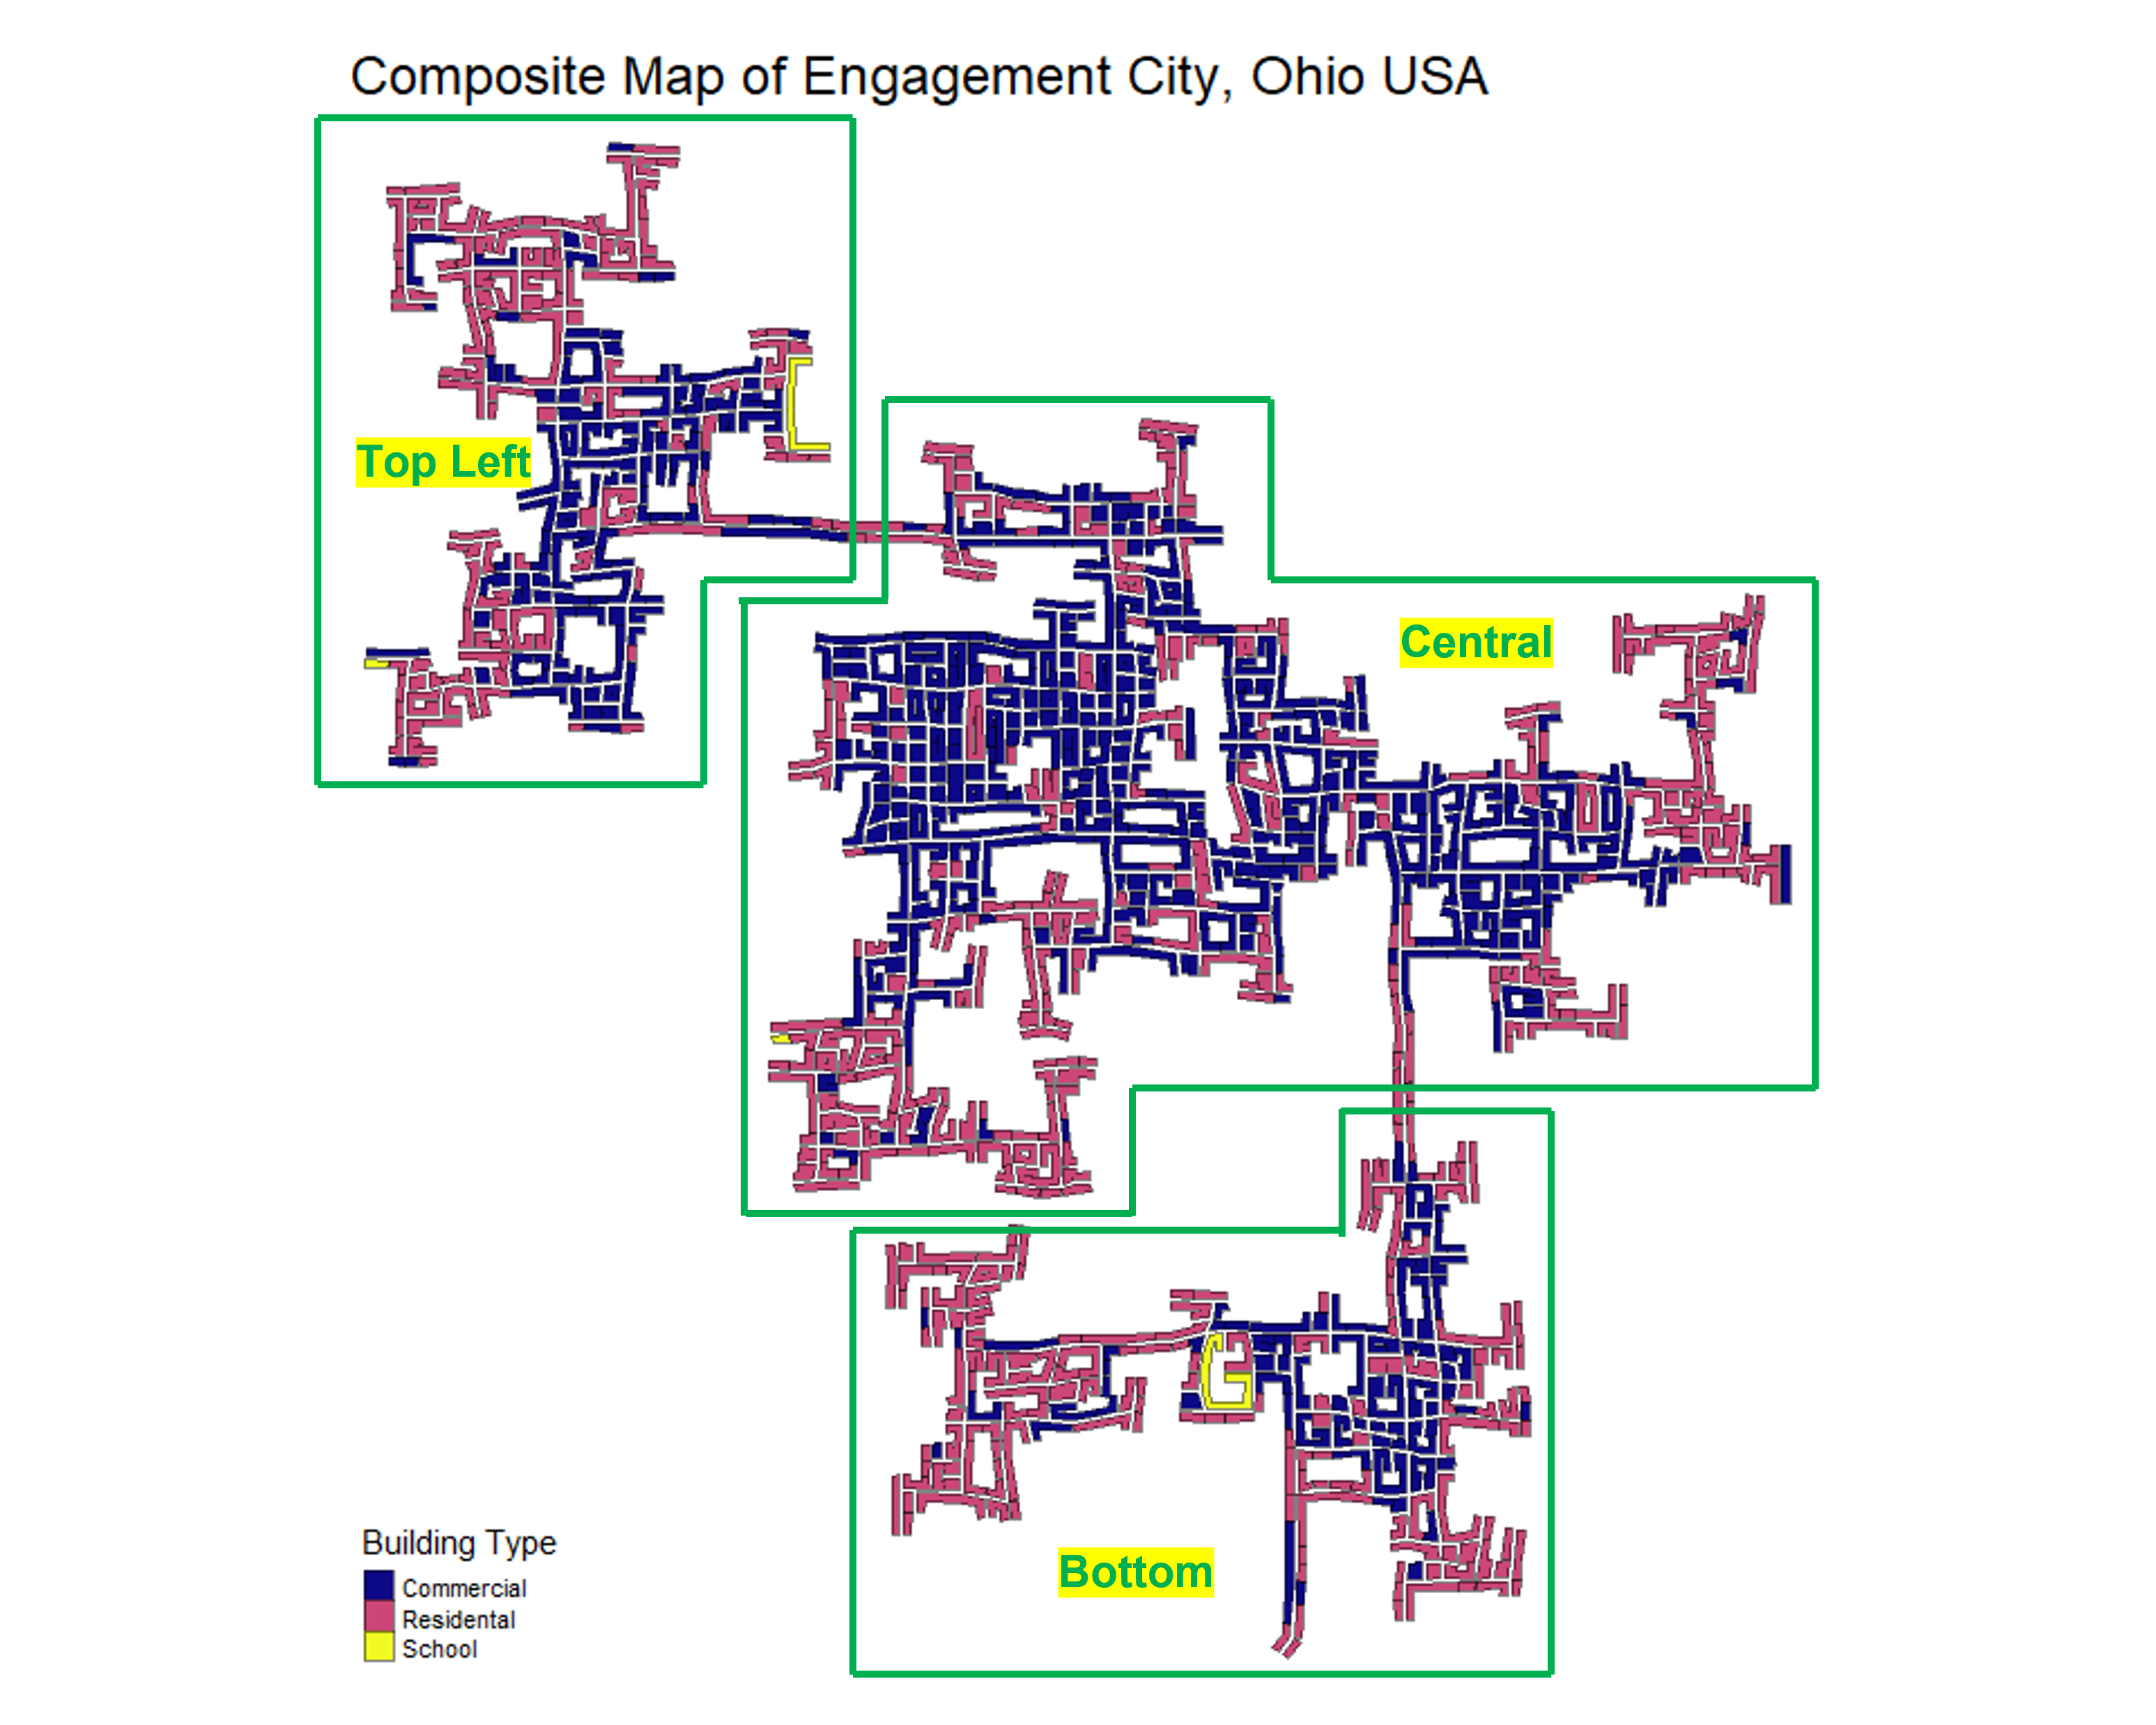 Composite Map of Engagement City, Ohio USA
Top Left
Central
Bottom
Building Type
Commercial
Residental
School